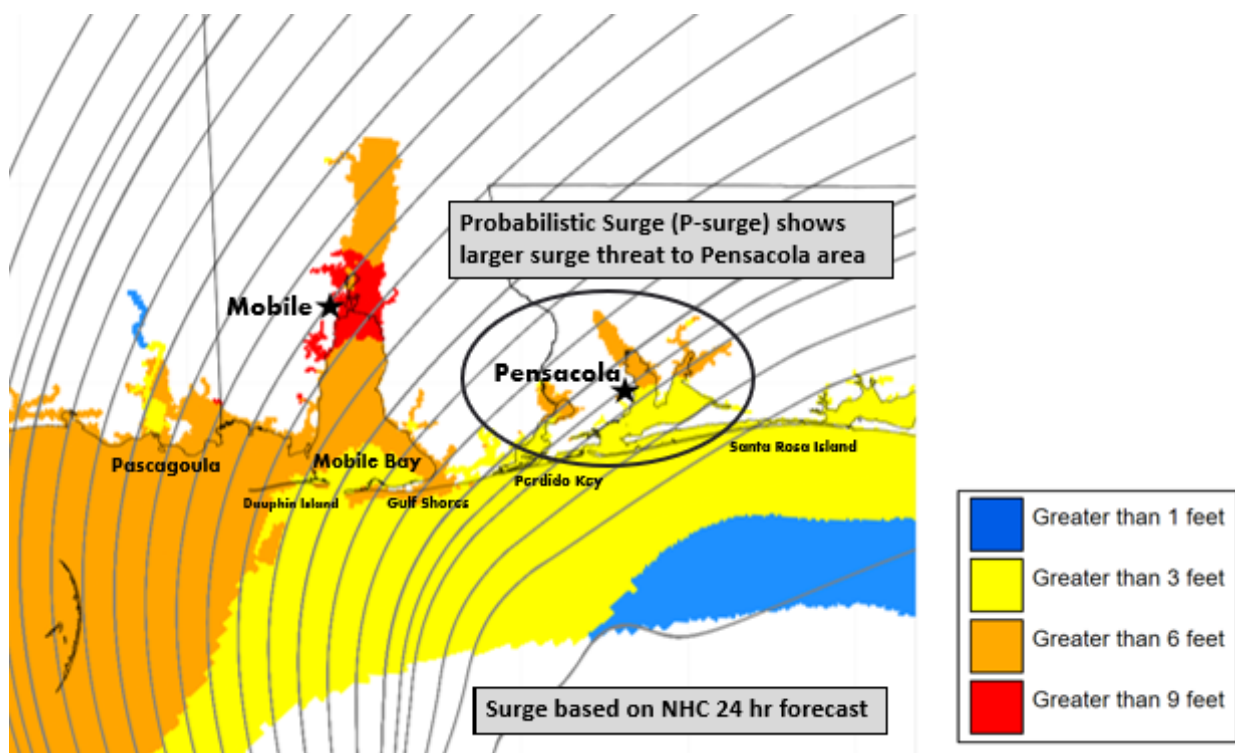 Probabilistic Surge (P-surge) shows
larger surge threat to Pensacola area
Mobile
Pensacola
Santa Rosa Island
Pascagoula
Mobile Bay
Perdido Key
Dauphin Island
Gulf Shores
Surge based on NHC 24 hr forecast
Greater than 1 feet
Greater than 3 feet
Greater than 6 feet
Greater than 9 feet